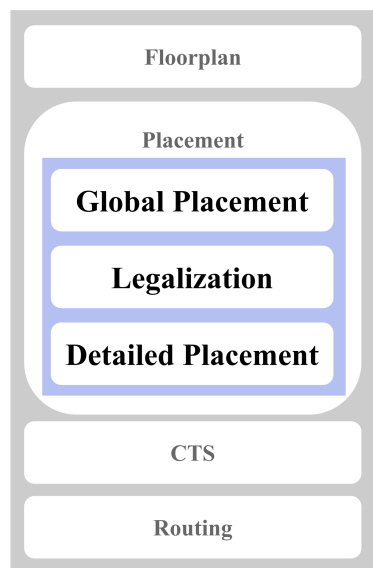 Floorplan
Placement
Global Placement
Legalization
Detailed Placement
CTS
Routing